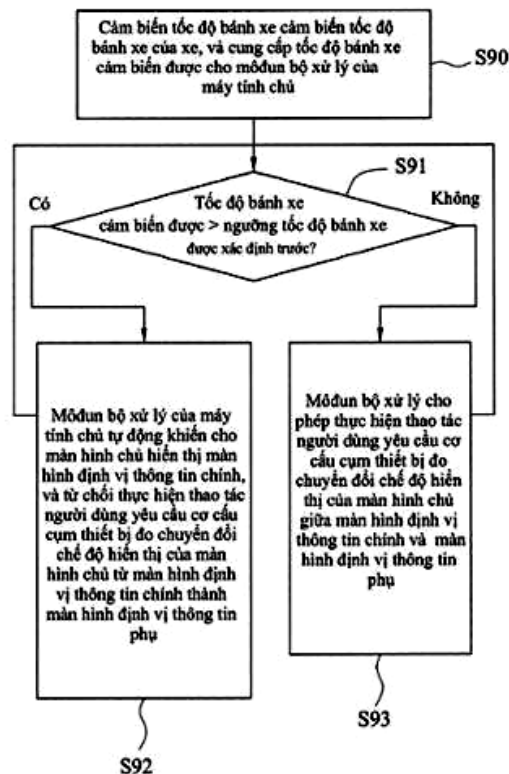 Cảm biến tốc độ bánh xe cảm biến tốc độ
bánh xe của xe, và cung cấp tốc độ bánh xe
cảm biến được cho môđun bộ xử lý của
máy tính chủ
S90
S91
Có
Không
Tốc độ bánh xe
cảm biến được > ngưỡng tốc độ bánh xe
được xác định trước?
Môđun bộ xử lý của máy
tính chủ tự động khiến cho
màn hình chủ hiển thị màn
hình định vị thông tin chính,
và từ chối thực hiện thao tác
người dùng yêu cầu cơ cấu
cụm thiết bị đo chuyển đổi
chế độ hiển thị của màn
hình chủ từ màn hình định
vị thông tin chính thành
màn hình định vị thông tin
phụ
S92
Môđun bộ xử lý cho
phép thực hiện thao tác
người dùng yêu cầu cơ
cấu cụm thiết bị đo
chuyển đổi chế độ hiển
thị của màn hình chủ
giữa màn hình định vị
thông tin chính và màn
hình định vị thông tin
phụ
S93